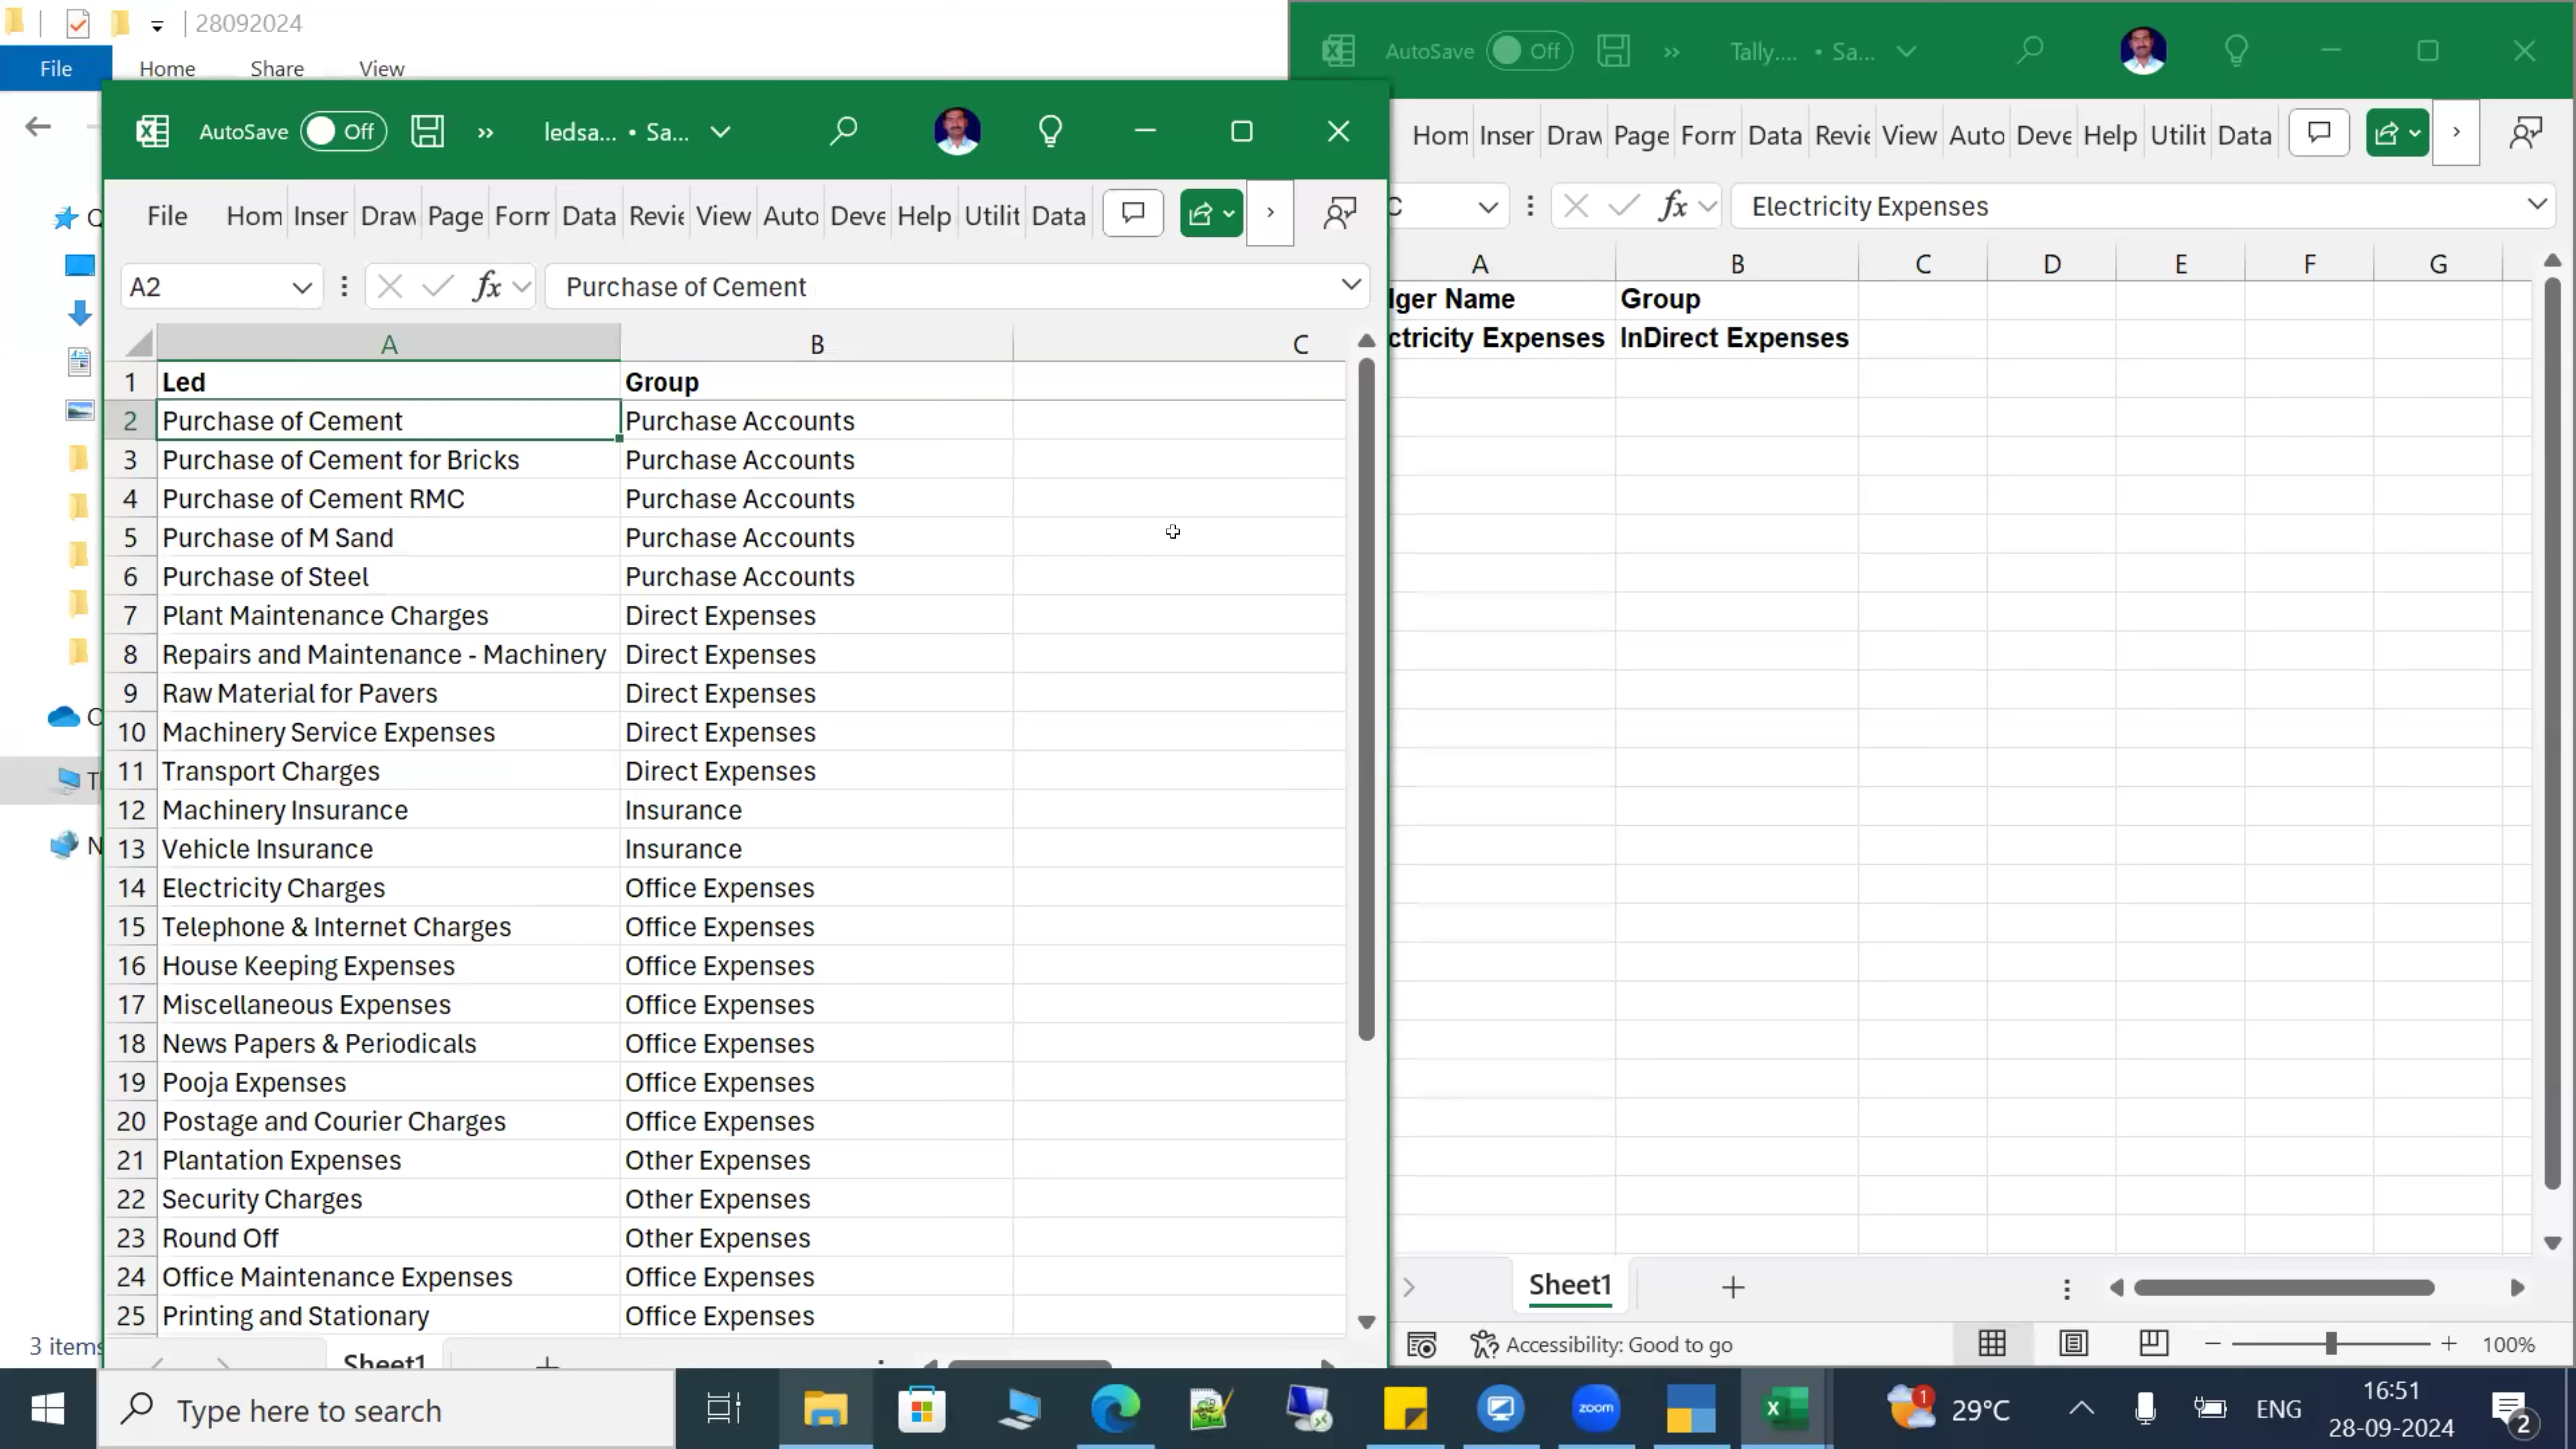 28092024
File Home Share View
AutoSave Off ledsa... • Sa...
File Hom Inser Draw Page Form Data Revie View Auto Deve Help Utilit Data
A2 fx Purchase of Cement
A B C
1 Led Group
2 Purchase of Cement Purchase Accounts
3 Purchase of Cement for Bricks Purchase Accounts
4 Purchase of Cement RMC Purchase Accounts
5 Purchase of M Sand Purchase Accounts
6 Purchase of Steel Purchase Accounts
7 Plant Maintenance Charges Direct Expenses
8 Repairs and Maintenance - Machinery Direct Expenses
9 Raw Material for Pavers Direct Expenses
10 Machinery Service Expenses Direct Expenses
11 Transport Charges Direct Expenses
12 Machinery Insurance Insurance
13 Vehicle Insurance Insurance
14 Electricity Charges Office Expenses
15 Telephone & Internet Charges Office Expenses
16 House Keeping Expenses Office Expenses
17 Miscellaneous Expenses Office Expenses
18 News Papers & Periodicals Office Expenses
19 Pooja Expenses Office Expenses
20 Postage and Courier Charges Office Expenses
21 Plantation Expenses Other Expenses
22 Security Charges Other Expenses
23 Round Off Other Expenses
24 Office Maintenance Expenses Office Expenses
25 Printing and Stationary Office Expenses
Sheet1
3 items
AutoSave Off Tally.... • Sa...
Hom Inser Draw Page Form Data Revie View Auto Deve Help Utilit Data
C fx Electricity Expenses
A B C D E F G
lger Name Group
ctricity Expenses InDirect Expenses
Sheet1
Accessibility: Good to go 100%
Type here to search
zoom
1 29°C ENG
16:51
28-09-2024
2